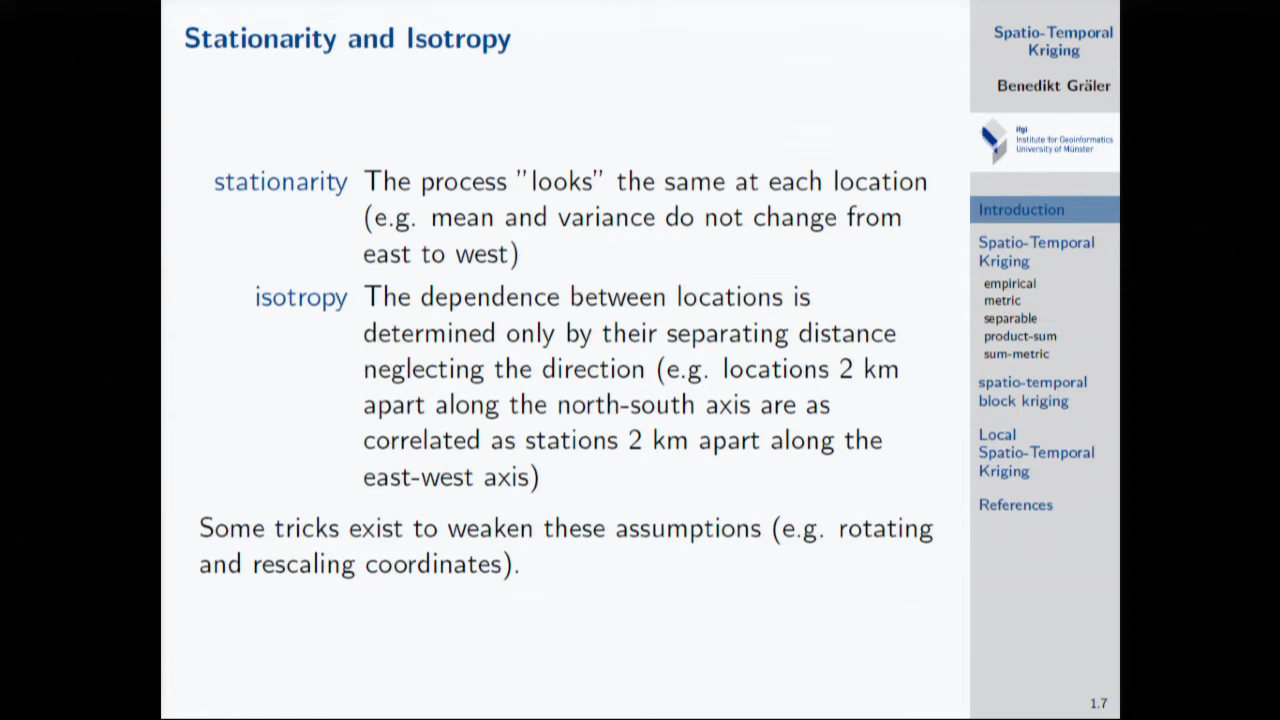 Stationarity and Isotropy
stationarity The process "looks" the same at each location
(e.g. mean and variance do not change from
east to west)
isotropy The dependence between locations is
determined only by their separating distance
neglecting the direction (e.g. locations 2 km
apart along the north-south axis are as
correlated as stations 2 km apart along the
east-west axis)
Some tricks exist to weaken these assumptions (e.g. rotating
and rescaling coordinates).
Spatio-Temporal
Kriging
Benedikt Gräler
ifgi
Institute for Geoinformatics
University of Münster
Introduction
Spatio-Temporal
Kriging
empirical
metric
separable
product-sum
sum-metric
spatio-temporal
block kriging
Local
Spatio-Temporal
Kriging
References
1.7